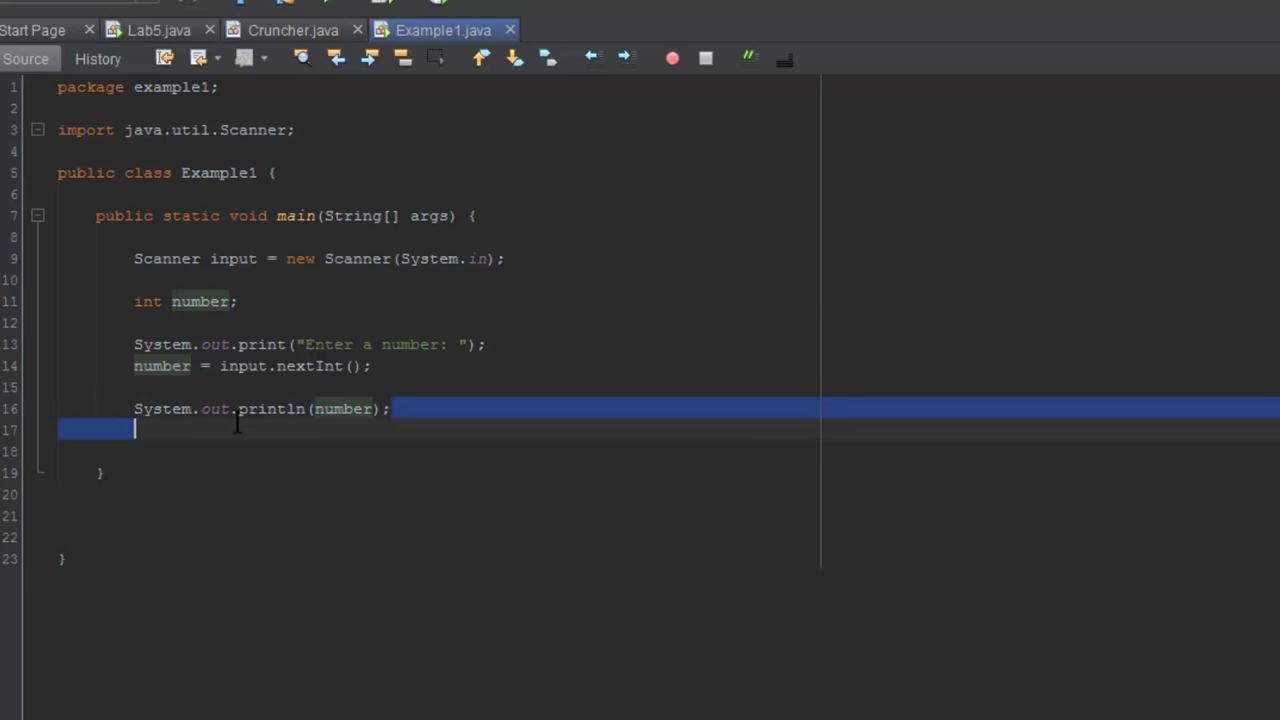 Start Page Lab5.java Cruncher.java Example1.java
Source History
1 package example1;
2
3 import java.util.Scanner;
4
5 public class Example1 {
6
7 public static void main(String[] args) {
8
9 Scanner input = new Scanner(System.in);
10
11 int number;
12
13 System.out.print("Enter a number: ");
14 number = input.nextInt();
15
16 System.out.println(number);
17
18
19 }
20
21
22
23 }